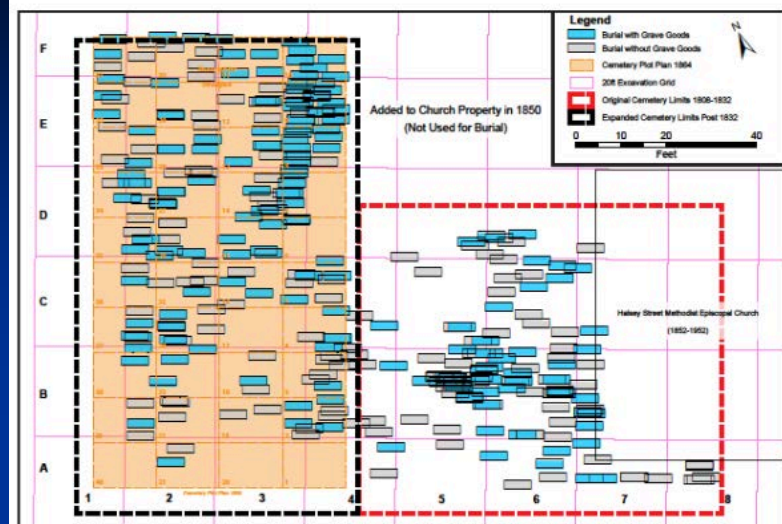 Legend
N
Burial with Grave Goods
Burial without Grave Goods
Cemetery Plot Plan 1864
20ft Excavation Grid
Original Cemetery Limits 1808-1832
Expanded Cemetery Limits Post 1832
0 10 20 40
Feet
F
Added to Church Property in 1850
(Not Used for Burial)
E
D
C
Halsey Street Methodist Episcopal Church
(1852-1952)
B
A
1 2 3 4 5 6 7 8